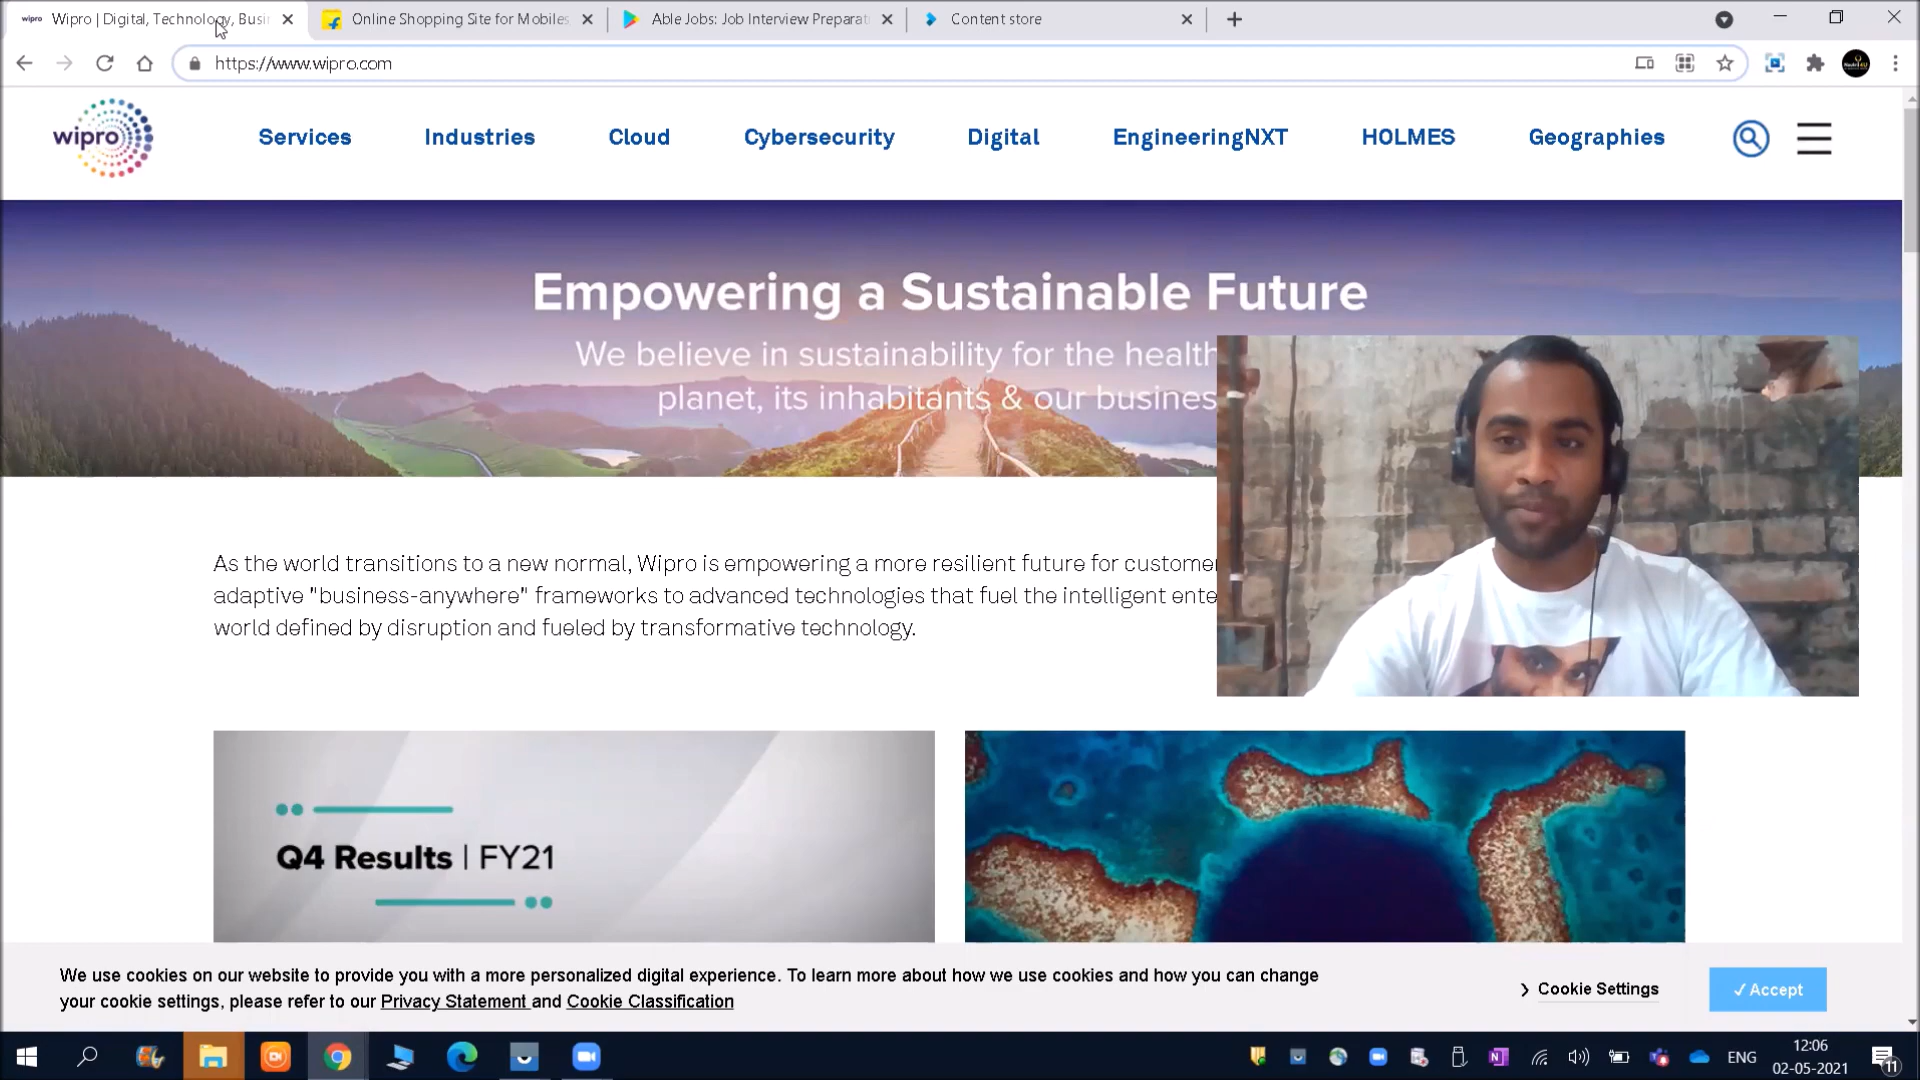 wipro Wipro | Digital, Technology, Busi
Online Shopping Site for Mobiles
Able Jobs: Job Interview Preparat
Content store
https://www.wipro.com
wipro
Services
Industries
Cloud
Cybersecurity
Digital
EngineeringNXT
HOLMES
Geographies
Empowering a Sustainable Future
We believe in sustainability for the health
planet, its inhabitants & our busines
As the world transitions to a new normal, Wipro is empowering a more resilient future for customer
adaptive "business-anywhere" frameworks to advanced technologies that fuel the intelligent ente
world defined by disruption and fueled by transformative technology.
Q4 Results | FY21
We use cookies on our website to provide you with a more personalized digital experience. To learn more about how we use cookies and how you can change
your cookie settings, please refer to our Privacy Statement and Cookie Classification
Cookie Settings
✓ Accept
ENG
12:06
02-05-2021
11